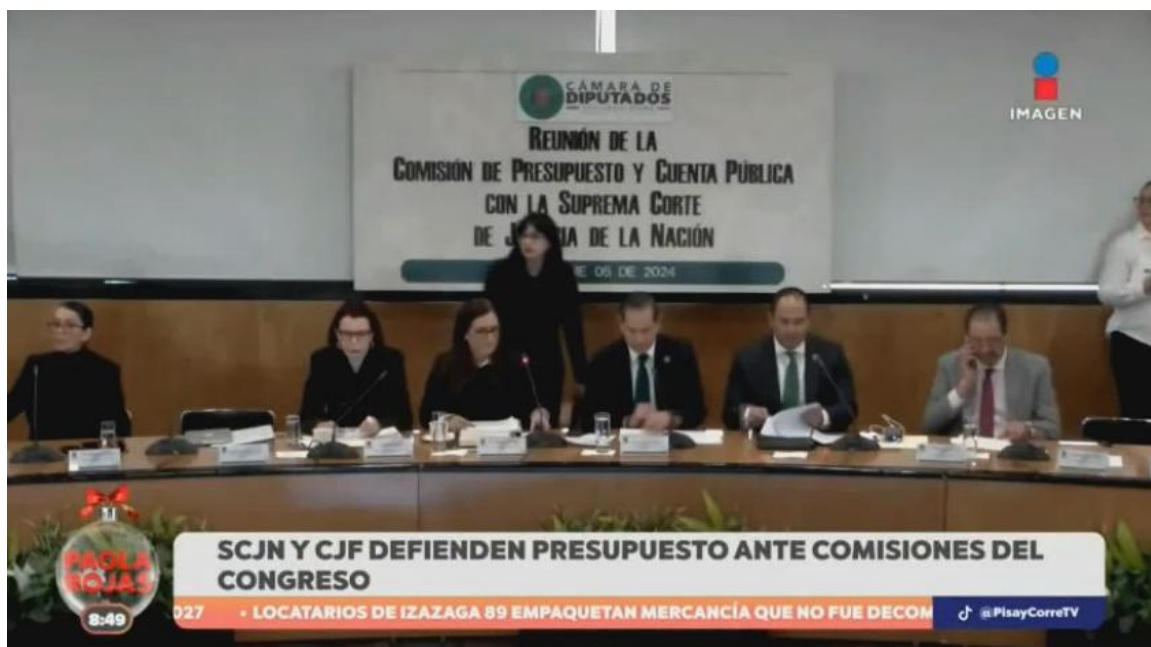 CÁMARA DE
DIPUTADOS
IMAGEN
REUNIÓN DE LA
COMISIÓN DE PRESUPUESTO Y CUENTA PÚBLICA
CON LA SUPREMA CORTE
DE LA NACIÓN
05 DE 2024
SCJN Y CJF DEFIENDEN PRESUPUESTO ANTE COMISIONES DEL
CONGRESO
PAOLA
ROJAS
8:49
027 • LOCATARIOS DE IZAZAGA 89 EMPAQUETAN MERCANCÍA QUE NO FUE DECOM
@PisayCorreTV